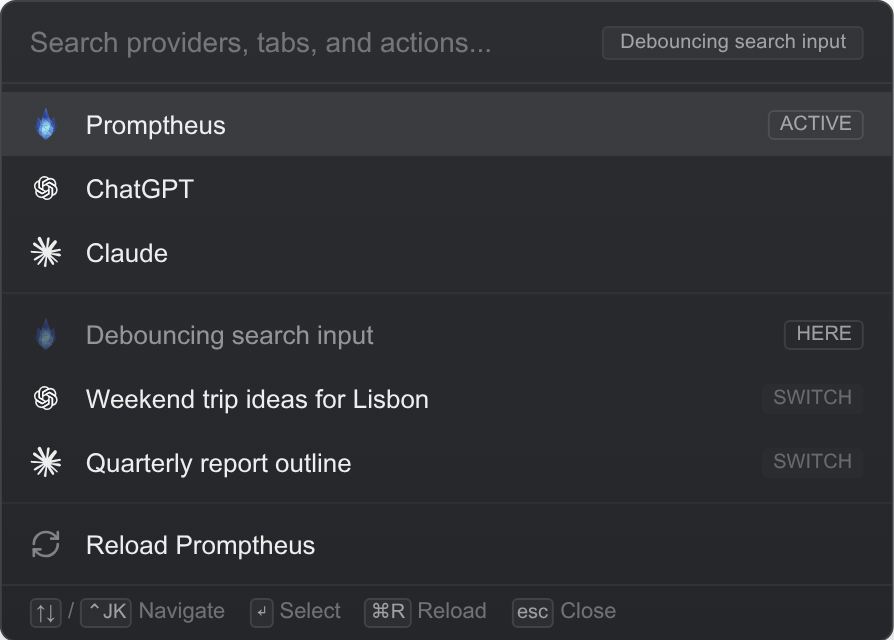 Search providers, tabs, and actions... Debouncing search input
Promptheus ACTIVE
ChatGPT
Claude
Debouncing search input HERE
Weekend trip ideas for Lisbon SWITCH
Quarterly report outline SWITCH
Reload Promptheus
↑↓ / ⌃JK Navigate ↵ Select ⌘R Reload esc Close